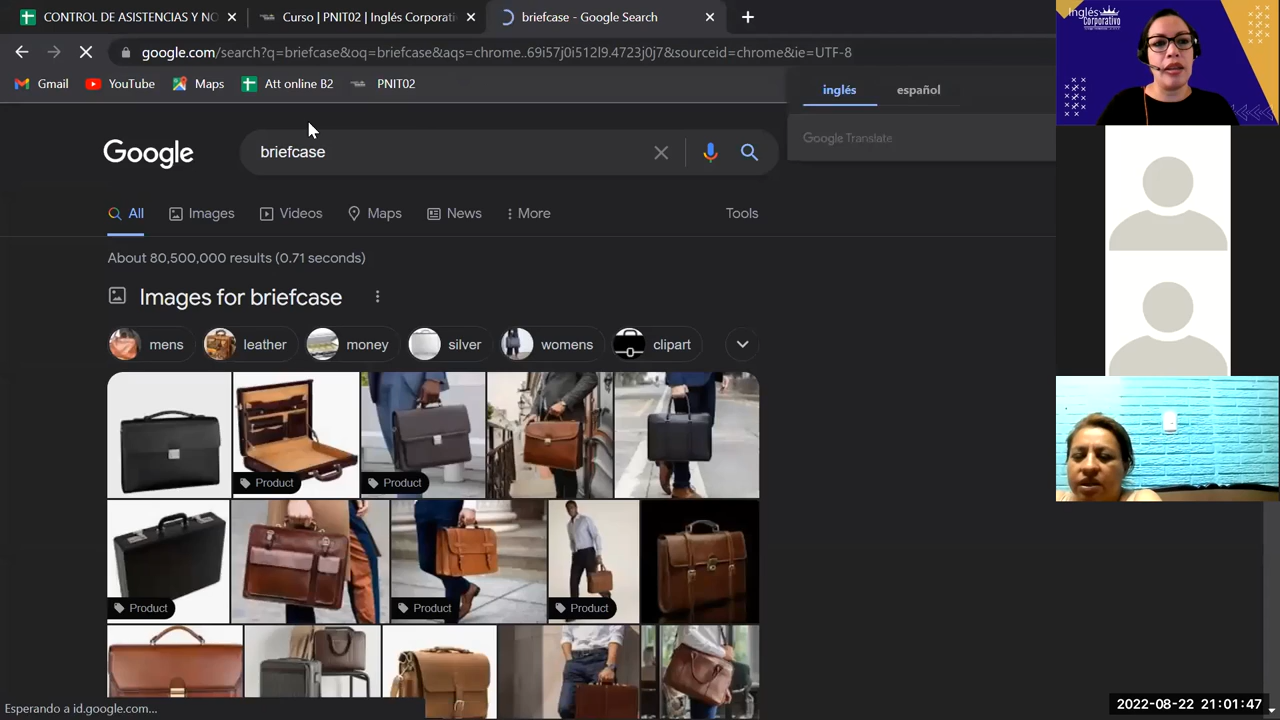 CONTROL DE ASISTENCIAS Y NO
Curso | PNIT02 | Inglés Corporati
briefcase - Google Search
google.com/search?q=briefcase&oq=briefcase&aqs=chrome..69i57j0i512l9.4723j0j7&sourceid=chrome&ie=UTF-8
Gmail
YouTube
Maps
Att online B2
PNIT02
inglés
español
Google Translate
Google
briefcase
All
Images
Videos
Maps
News
More
Tools
About 80,500,000 results (0.71 seconds)
Images for briefcase
mens
leather
money
silver
womens
clipart
Product
Product
Product
Product
Product
Esperando a id.google.com...
Inglés
Corporativo
2022-08-22 21:01:47